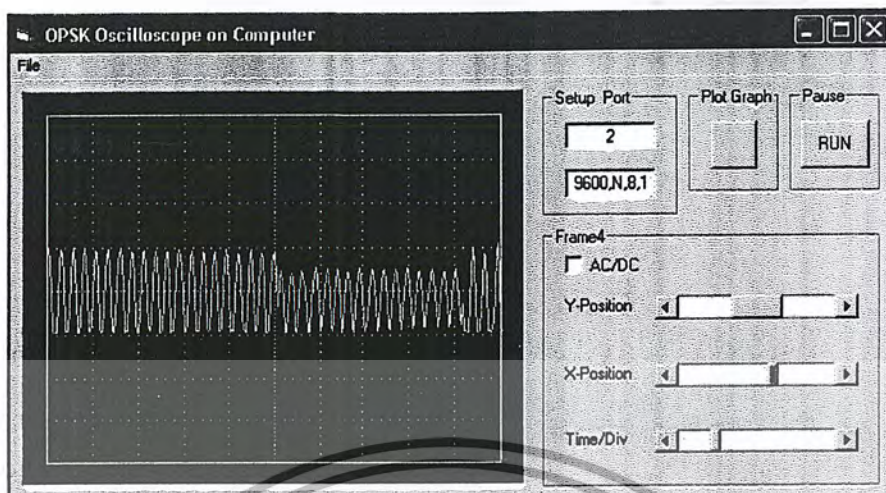 OPSK Oscilloscope on Computer
File
Setup Port
2
9600,N,8,1
Plot Graph
Pause
RUN
Frame4
AC/DC
Y-Position
X-Position
Time/Div